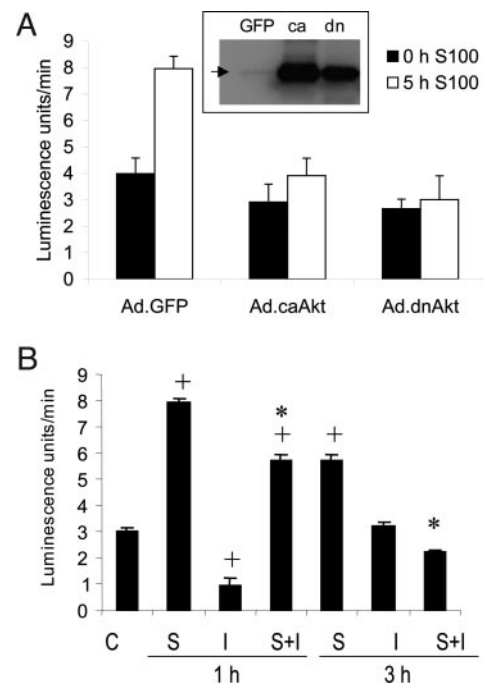 A
GFP ca dn
0 h S100
5 h S100
Luminescence units/min
9
8
7
6
5
4
3
2
1
0
Ad.GFP Ad.caAkt Ad.dnAkt
B
Luminescence units/min
9
8
7
6
5
4
3
2
1
0
+
+
*
+
+
*
C S I S+I S I S+I
1 h 3 h